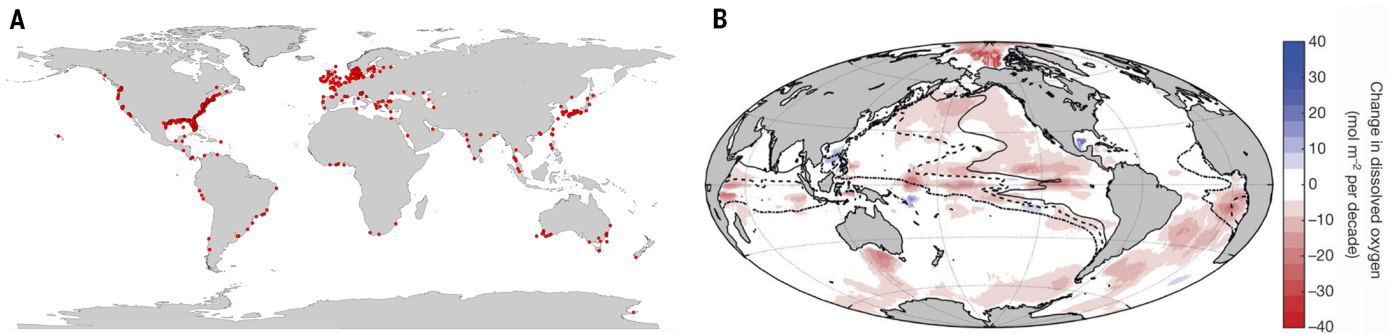 A
B
40
30
20
10
0
–10
–20
–30
–40
Change in dissolved oxygen
(mol m⁻² per decade)